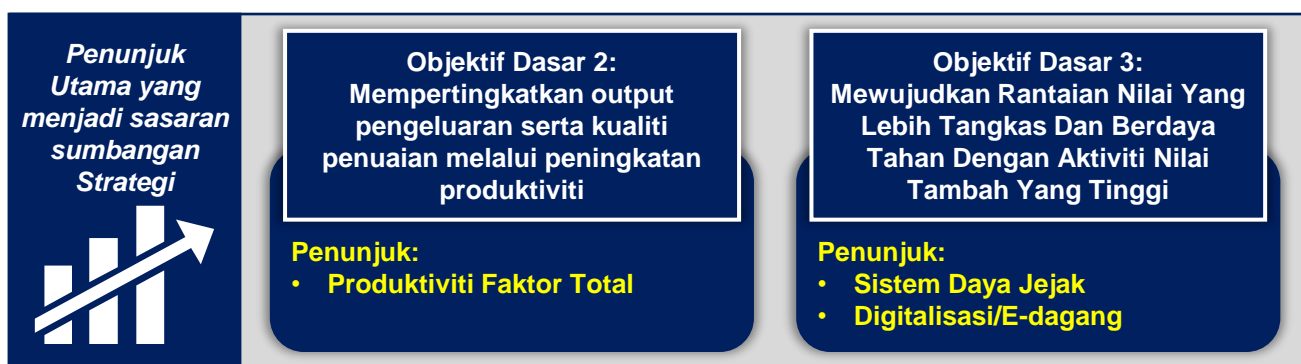 Penunjuk
Utama yang
menjadi sasaran
sumbangan
Strategi
Objektif Dasar 2:
Mempertingkatkan output
pengeluaran serta kualiti
penuaian melalui peningkatan
produktiviti
Penunjuk:
• Produktiviti Faktor Total
Objektif Dasar 3:
Mewujudkan Rantaian Nilai Yang
Lebih Tangkas Dan Berdaya
Tahan Dengan Aktiviti Nilai
Tambah Yang Tinggi
Penunjuk:
• Sistem Daya Jejak
• Digitalisasi/E-dagang